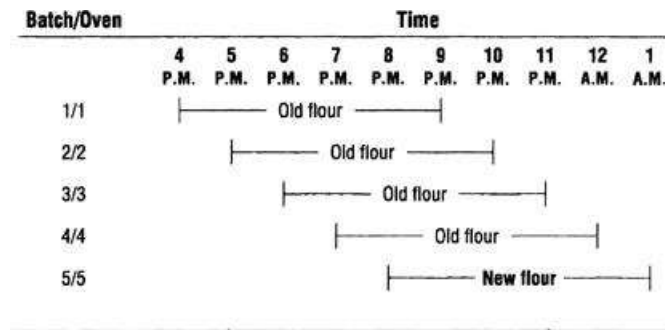 Batch/Oven Time
4 5 6 7 8 9 10 11 12 1
P.M. P.M. P.M. P.M. P.M. P.M. P.M. P.M. A.M. A.M.
1/1 Old flour
2/2 Old flour
3/3 Old flour
4/4 Old flour
5/5 New flour